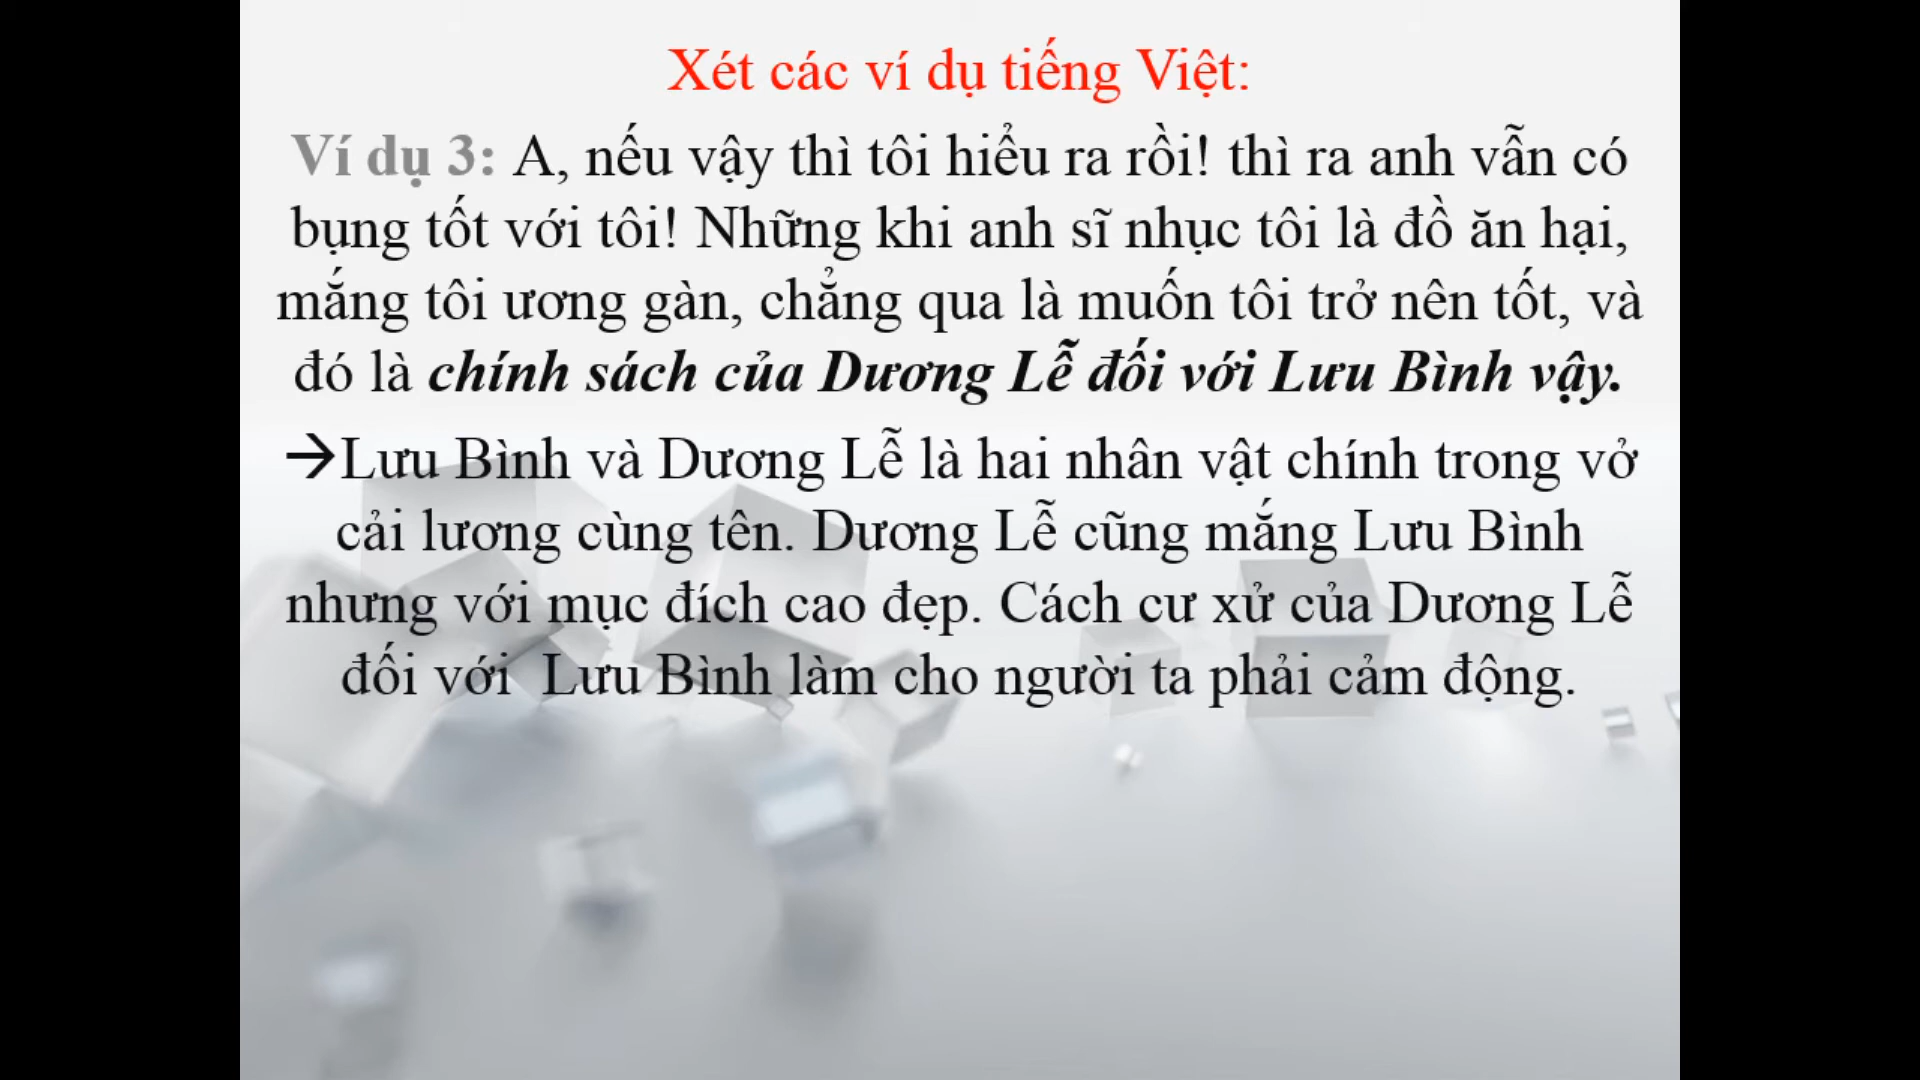 Xét các ví dụ tiếng Việt:
Ví dụ 3: A, nếu vậy thì tôi hiểu ra rồi! thì ra anh vẫn có
bụng tốt với tôi! Những khi anh sĩ nhục tôi là đồ ăn hại,
mắng tôi ương gàn, chẳng qua là muốn tôi trở nên tốt, và
đó là chính sách của Dương Lễ đối với Lưu Bình vậy.
→Lưu Bình và Dương Lễ là hai nhân vật chính trong vở
cải lương cùng tên. Dương Lễ cũng mắng Lưu Bình
nhưng với mục đích cao đẹp. Cách cư xử của Dương Lễ
đối với  Lưu Bình làm cho người ta phải cảm động.